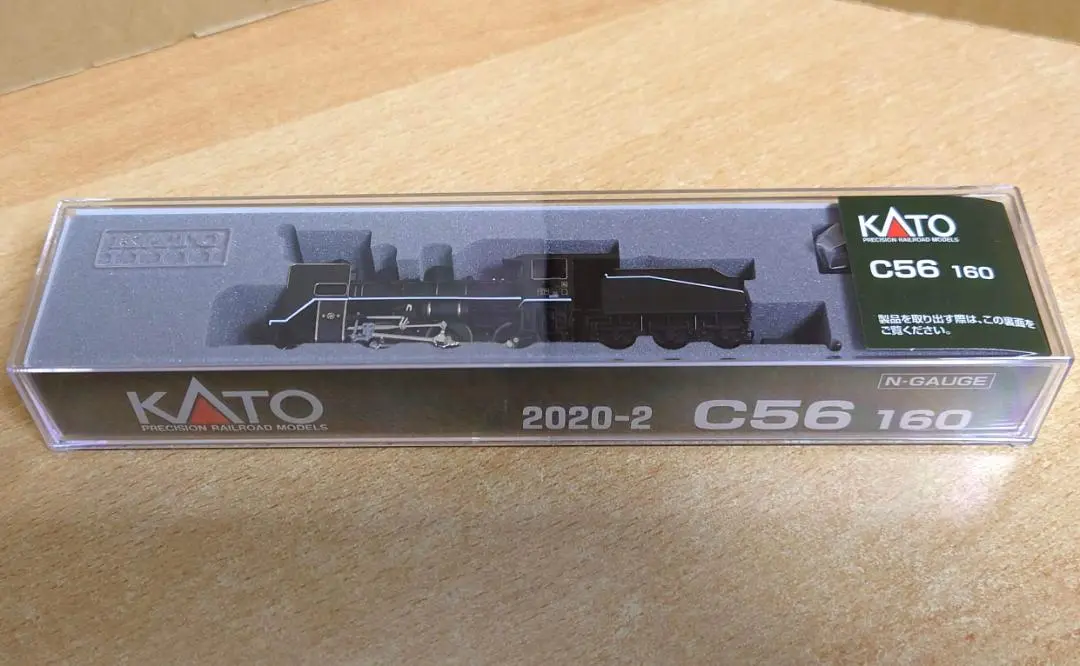 KATO
PRECISION RAILROAD MODELS
C56 160
製品を取り出す際は、この裏面を
ご覧ください。
N-GAUGE
KATO
PRECISION RAILROAD MODELS
2020-2 C56 160